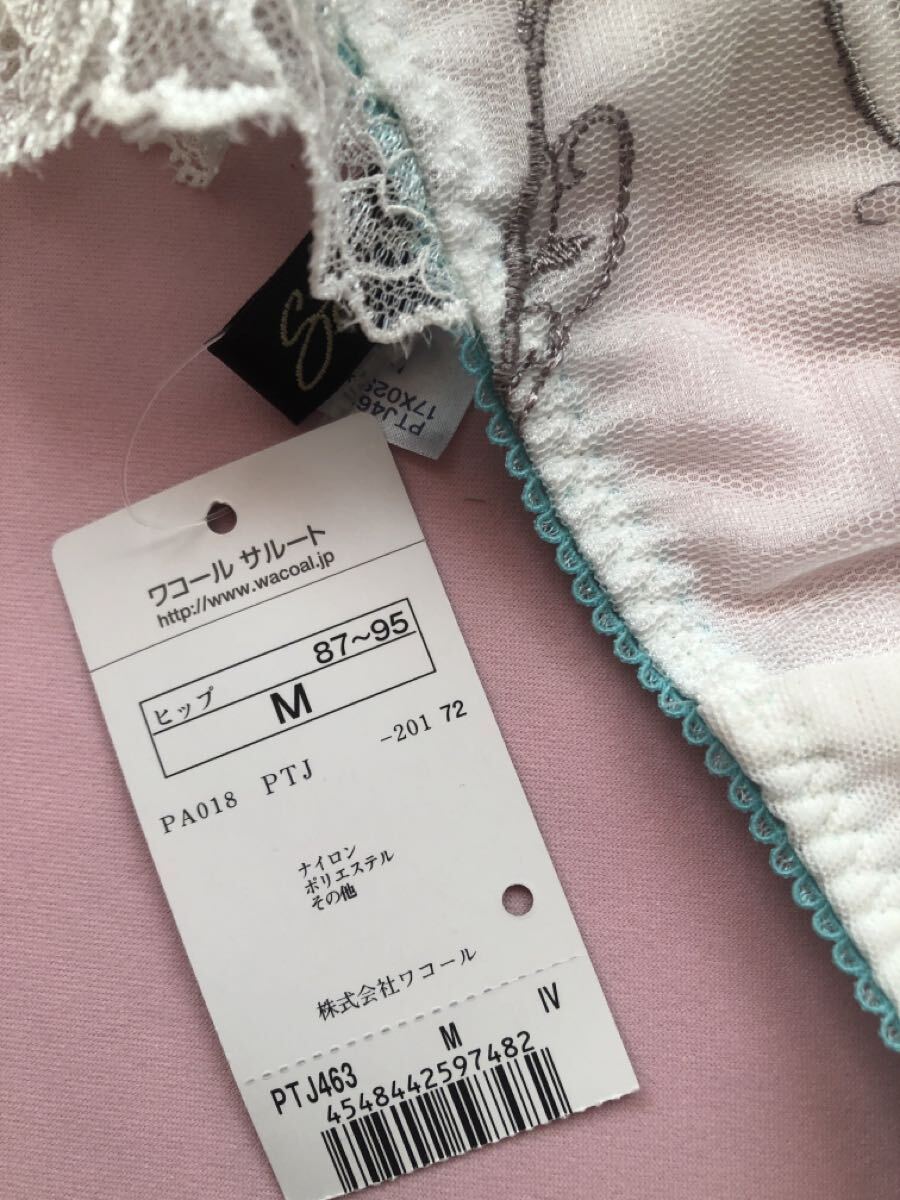 PTJ46
17X02
ワコール サルート
http://www.wacoal.jp
ヒップ 87~95
M
PA018 PTJ -201 72
ナイロン
ポリエステル
その他
株式会社ワコール
PTJ463 M IV
4548442597482